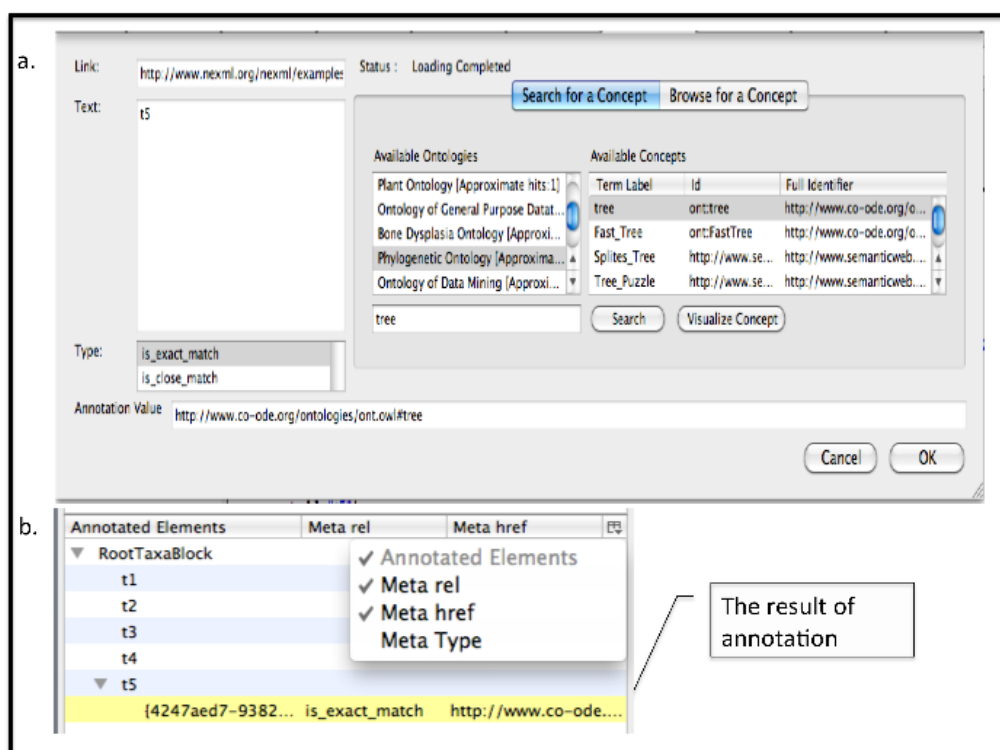 a.
Link:
http://www.nexml.org/nexml/examples
Status : Loading Completed
Text:
t5
Search for a Concept
Browse for a Concept
Available Ontologies
Available Concepts
Plant Ontology [Approximate hits:1]
Ontology of General Purpose Datat...
Bone Dysplasia Ontology [Approxi...
Phylogenetic Ontology [Approxima...
Ontology of Data Mining [Approxi...
Term Label Id Full Identifier
tree ont:tree http://www.co-ode.org/o...
Fast_Tree ont:FastTree http://www.co-ode.org/o...
Splites_Tree http://www.se... http://www.semanticweb....
Tree_Puzzle http://www.se... http://www.semanticweb....
tree
Search
Visualize Concept
Type:
is_exact_match
is_close_match
Annotation Value
http://www.co-ode.org/ontologies/ont.owl#tree
Cancel
OK
b.
Annotated Elements Meta rel Meta href
RootTaxaBlock
t1
t2
t3
t4
t5
{4247aed7-9382... is_exact_match http://www.co-ode....
✓ Annotated Elements
✓ Meta rel
✓ Meta href
Meta Type
The result of
annotation